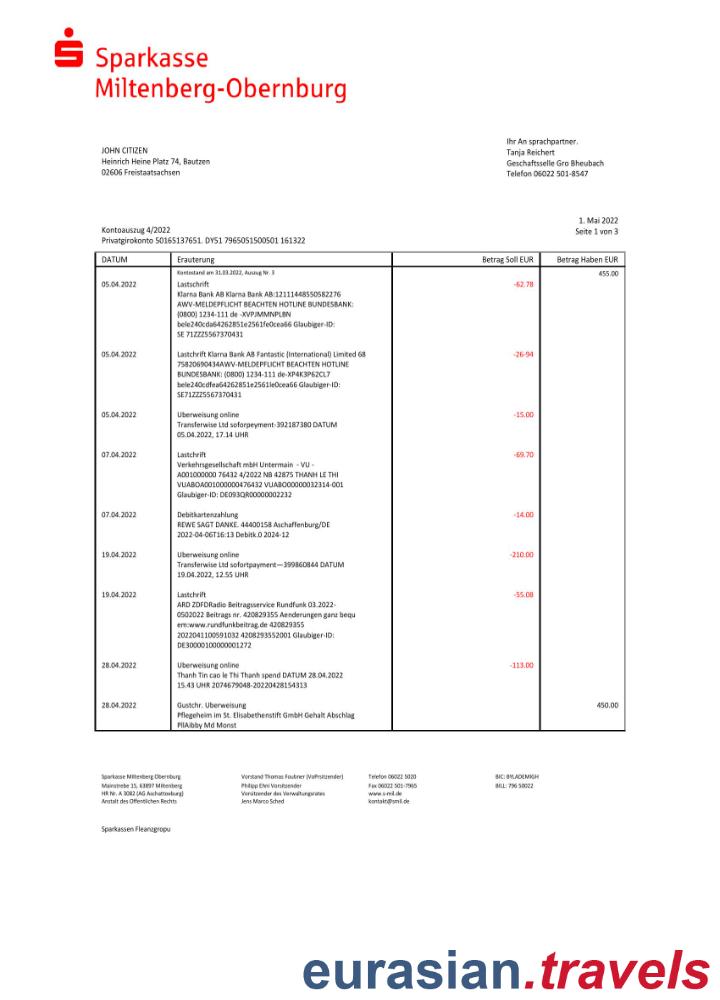 Sparkasse
Miltenberg-Obernburg
JOHN CITIZEN
Heinrich Heine Platz 74, Bautzen
02606 Freistaatsachsen
Ihr An sprachpartner.
Tanja Reichert
Geschaftsselle Gro Bheubach
Telefon 06022 501-8547
1. Mai 2022
Seite 1 von 3
Kontoauszug 4/2022
Privatgirokonto 50165137651. DY51 7965051500501 161322
DATUM Erauterung Betrag Soll EUR Betrag Haben EUR
Kontostand am 31.03.2022, Auszug Nr. 3 455.00
05.04.2022 Lastschrift -62.78
Klarna Bank AB Klarna Bank AB:12111448550582276
AWV-MELDEPFLICHT BEACHTEN HOTLINE BUNDESBANK:
(0800) 1234-111 de -XVPJMMNPLBN
bele240cda64262851e2561fe0cea66 Glaubiger-ID:
SE 71ZZZ5567370431
05.04.2022 Lastchrift Klarna Bank AB Fantastic (International) Limited 68 -26-94
75820690434AWV-MELDEPFLICHT BEACHTEN HOTLINE
BUNDESBANK: (0800) 1234-111 de-XP4K3P62CL7
bele240cdfea64262851e2561le0cea66 Glaubiger-ID:
SE71ZZZ5567370431
05.04.2022 Uberweisung online -15.00
Transferwise Ltd soforpeyment-392187380 DATUM
05.04.2022, 17.14 UHR
07.04.2022 Lastschrift -69.70
Verkehrsgesellschaft mbH Untermain - VU -
A001000000 76432 4/2022 NB 42875 THANH LE THI
VUABOA001000000476432 VUABO00000032314-001
Glaubiger-ID: DE093QR00000002232
07.04.2022 Debitkartenzahlung -14.00
REWE SAGT DANKE. 44400158 Aschaffenburg/DE
2022-04-06T16:13 Debitk.0 2024-12
19.04.2022 Uberweisung online -210.00
Transferwise Ltd sofortpayment—399860844 DATUM
19.04.2022, 12.55 UHR
19.04.2022 Lastschrift -55.08
ARD ZDFDRadio Beitragsservice Rundfunk 03.2022-
0502022 Beitrags nr. 420829355 Aenderungen ganz bequ
em:www.rundfunkbeitrag.de 420829355
2022041100591032 4208293552001 Glaubiger-ID:
DE30000100000001272
28.04.2022 Uberweisung online -113.00
Thanh Tin cao le Thi Thanh spend DATUM 28.04.2022
15.43 UHR 2074679048-20220428154313
28.04.2022 Gustchr. Uberweisung 450.00
Pflegeheim im St. Elisabethenstift GmbH Gehalt Abschlag
PllAibby Md Monst
Sparkasse Miltenberg Obernburg
Mainstrebe 15, 63897 Miltenberg
HR Nr. A 3082 (AG Aschattoxburg)
Anstalt des Offentlichen Rechts
Vorstand Thomas Feubner (VoPrsitzender)
Philipp Ehni Vorsitzender
Vorsitzender des Verwaltungsrates
Jens Marco Sched
Telefon 06022 5020
Fax 06022 501-7965
www.s-mil.de
kontakt@smil.de
BIC: BYLADEMIGH
BILL: 796 50022
Sparkassen Fleanzgropu
eurasian.travels